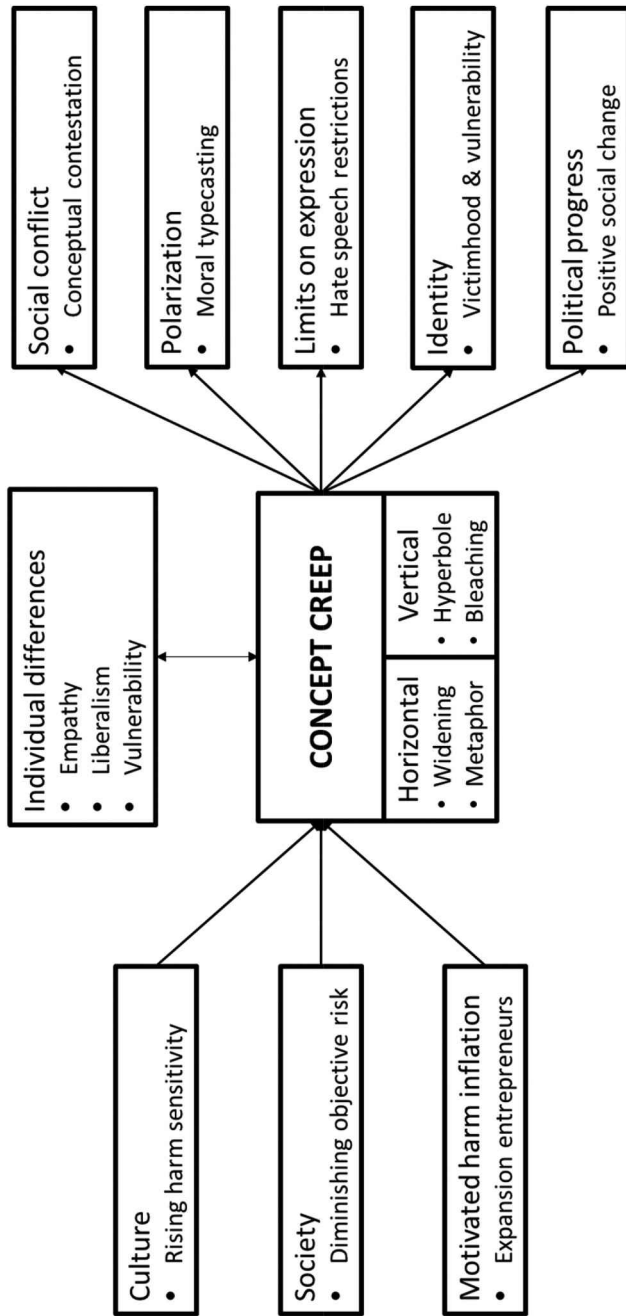 Culture
• Rising harm sensitivity
Society
• Diminishing objective risk
Motivated harm inflation
• Expansion entrepreneurs
Individual differences
• Empathy
• Liberalism
• Vulnerability
CONCEPT CREEP
Horizontal
• Widening
• Metaphor
Vertical
• Hyperbole
• Bleaching
Social conflict
• Conceptual contestation
Polarization
• Moral typecasting
Limits on expression
• Hate speech restrictions
Identity
• Victimhood & vulnerability
Political progress
• Positive social change